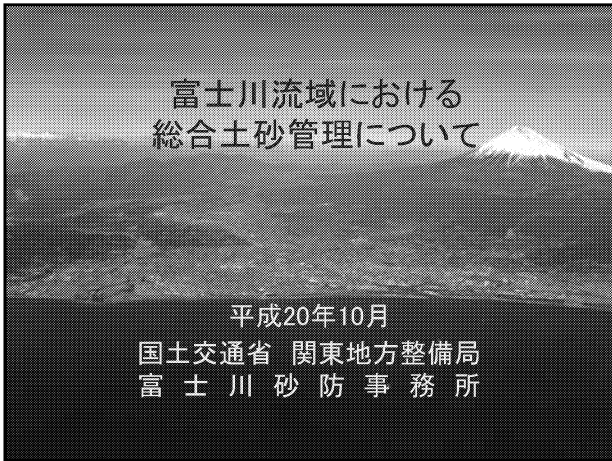 富士川流域における
総合土砂管理について
平成20年10月
国土交通省　関東地方整備局
富　士　川　砂　防　事　務　所